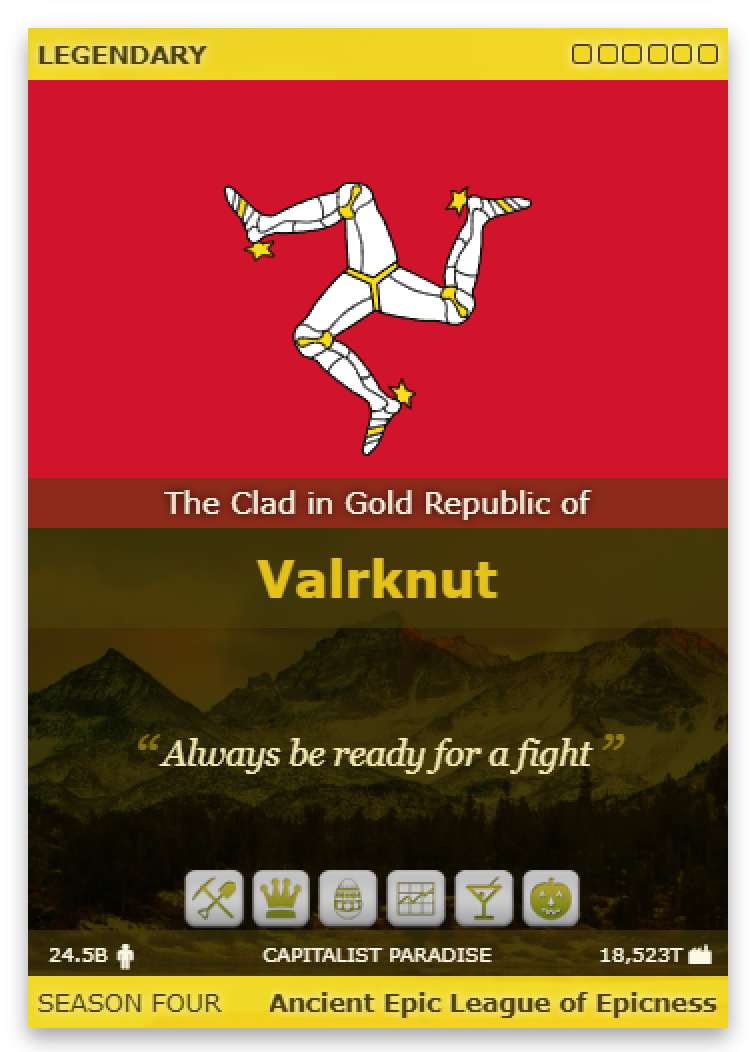 LEGENDARY
The Clad in Gold Republic of
Valrknut
“Always be ready for a fight”
24.5B CAPITALIST PARADISE 18,523T
SEASON FOUR Ancient Epic League of Epicness